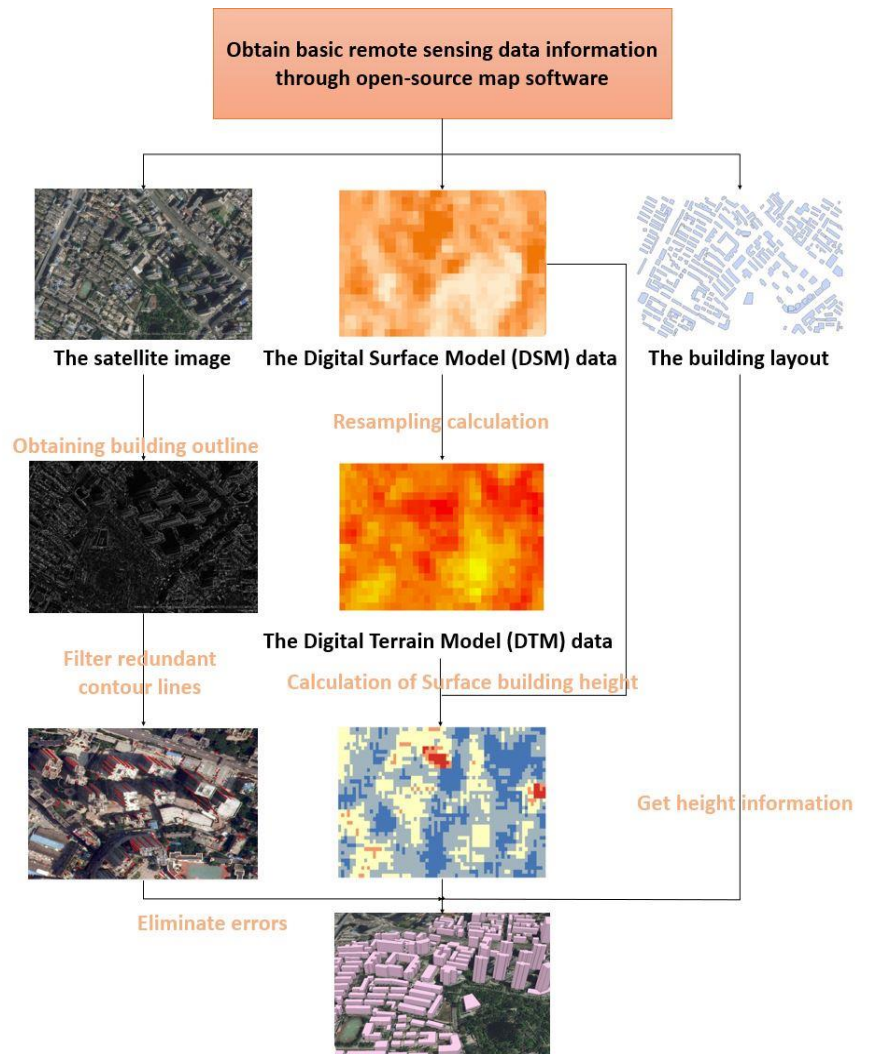 Obtain basic remote sensing data information
through open-source map software
The satellite image
The Digital Surface Model (DSM) data
The building layout
Obtaining building outline
Resampling calculation
The Digital Terrain Model (DTM) data
Filter redundant
contour lines
Calculation of Surface building height
Get height information
Eliminate errors